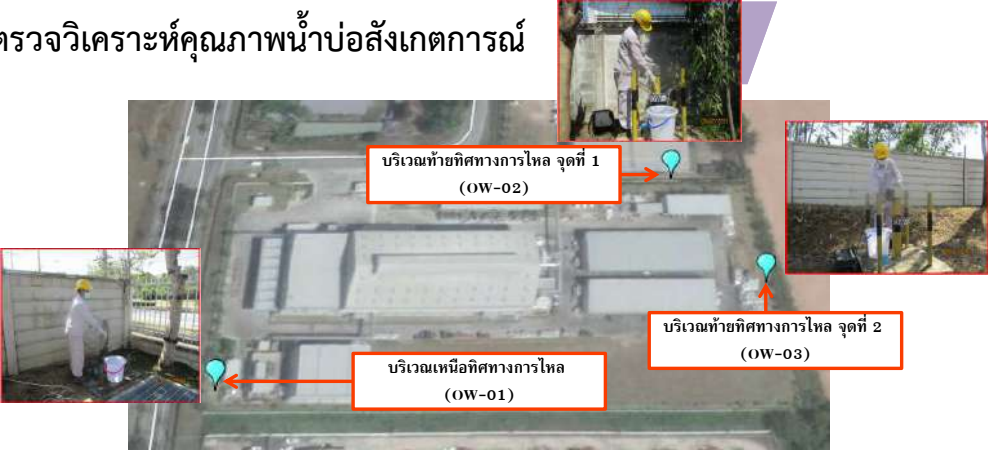 ตรวจวิเคราะห์คุณภาพน้ำบ่อสังเกตการณ์
บริเวณท้ายทิศทางการไหล จุดที่ 1
(OW-02)
บริเวณท้ายทิศทางการไหล จุดที่ 2
(OW-03)
บริเวณเหนือทิศทางการไหล
(OW-01)